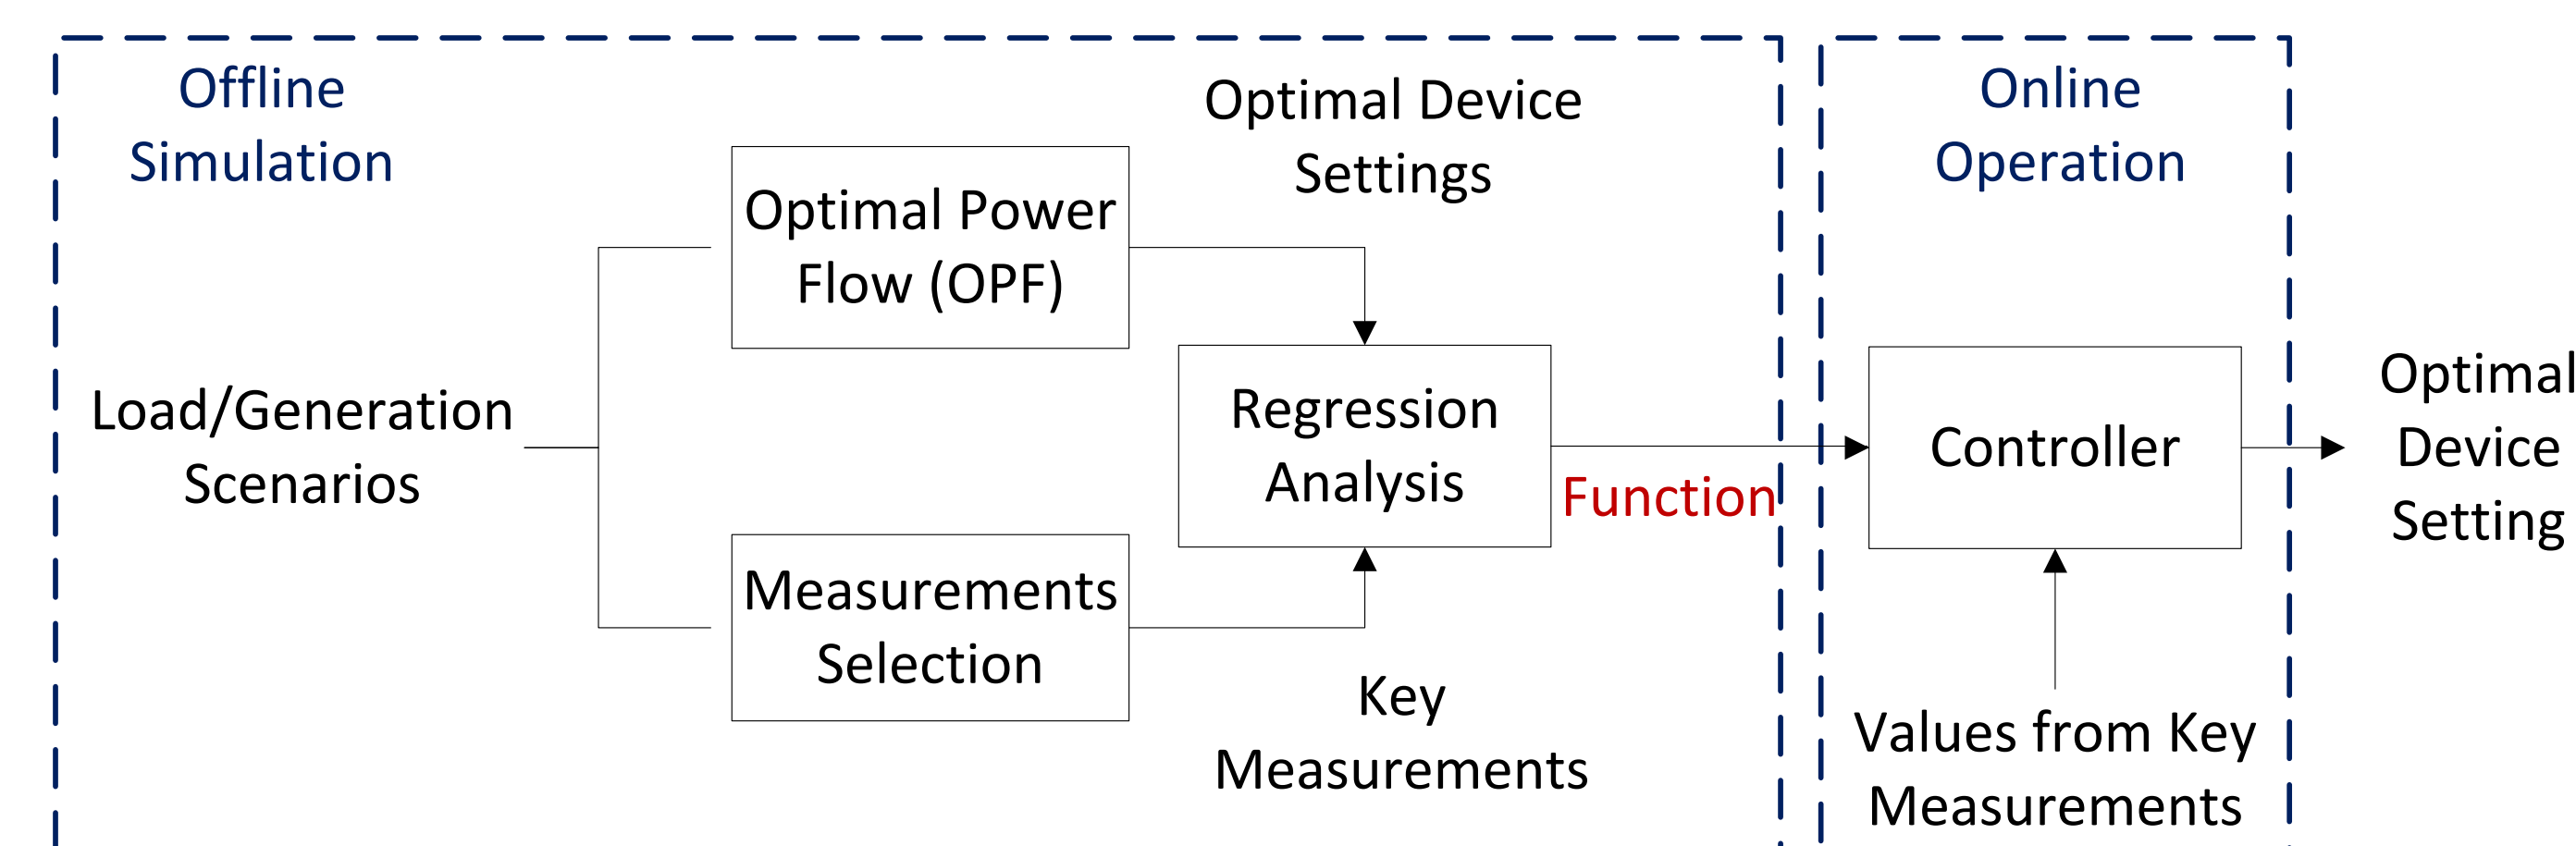 Offline
Simulation
Optimal Device
Settings
Online
Operation
Optimal Power
Flow (OPF)
Load/Generation
Scenarios
Regression
Analysis
Function
Controller
Optimal
Device
Setting
Measurements
Selection
Key
Measurements
Values from Key
Measurements